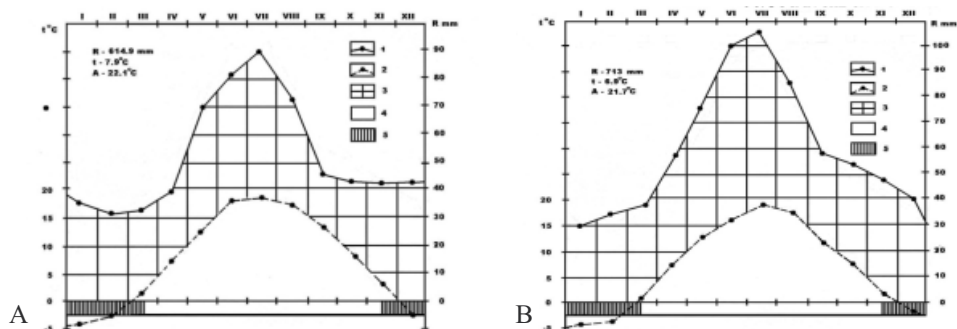 I II III IV V VI VII VIII IX X XI XII
t°C
R mm
R - 614.9 mm
t - 7.9°C
A - 22.1°C
1
2
3
4
5
90
80
70
60
50
40
30
20
10
0
20
15
10
5
0
A
I II III IV V VI VII VIII IX X XI XII
t°C
R mm
R - 713 mm
t - 6.9°C
A - 21.7°C
1
2
3
4
5
100
90
80
70
60
50
40
30
20
10
0
20
15
10
5
0
B